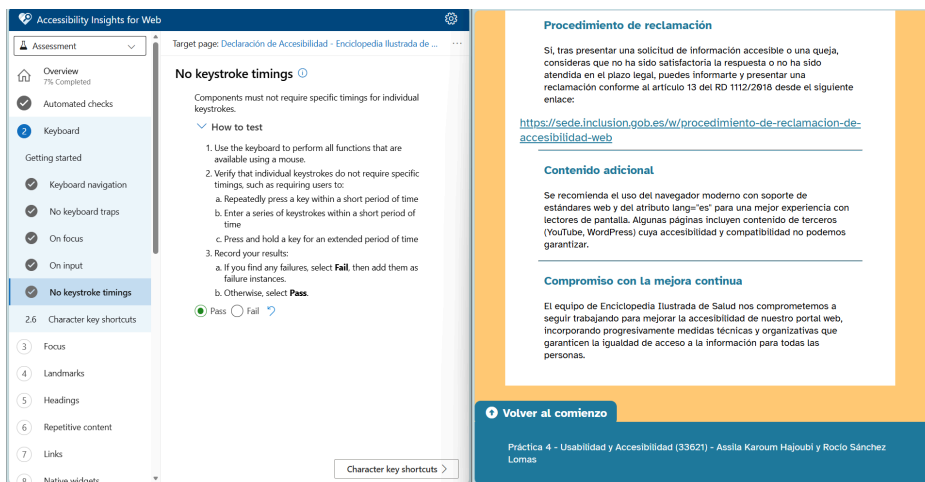 Accessibility Insights for Web
Assessment
Overview
7% Completed
Automated checks
2 Keyboard
Getting started
Keyboard navigation
No keyboard traps
On focus
On input
No keystroke timings
2.6 Character key shortcuts
3 Focus
4 Landmarks
5 Headings
6 Repetitive content
7 Links
8 Native widgets
Target page: Declaración de Accesibilidad - Enciclopedia Ilustrada de ...
No keystroke timings
Components must not require specific timings for individual
keystrokes.
How to test
1. Use the keyboard to perform all functions that are
available using a mouse.
2. Verify that individual keystrokes do not require specific
timings, such as requiring users to:
a. Repeatedly press a key within a short period of time
b. Enter a series of keystrokes within a short period of
time
c. Press and hold a key for an extended period of time
3. Record your results:
a. If you find any failures, select Fail, then add them as
failure instances.
b. Otherwise, select Pass.
Pass Fail
Character key shortcuts
Procedimiento de reclamación
Si, tras presentar una solicitud de información accesible o una queja,
consideras que no ha sido satisfactoria la respuesta o no ha sido
atendida en el plazo legal, puedes informarte y presentar una
reclamación conforme al artículo 13 del RD 1112/2018 desde el siguiente
enlace:
https://sede.inclusion.gob.es/w/procedimiento-de-reclamacion-de-
accesibilidad-web
Contenido adicional
Se recomienda el uso del navegador moderno con soporte de
estándares web y del atributo lang="es" para una mejor experiencia con
lectores de pantalla. Algunas páginas incluyen contenido de terceros
(YouTube, WordPress) cuya accesibilidad y compatibilidad no podemos
garantizar.
Compromiso con la mejora continua
El equipo de Enciclopedia Ilustrada de Salud nos comprometemos a
seguir trabajando para mejorar la accesibilidad de nuestro portal web,
incorporando progresivamente medidas técnicas y organizativas que
garanticen la igualdad de acceso a la información para todas las
personas.
Volver al comienzo
Práctica 4 - Usabilidad y Accesibilidad (33621) - Assila Karoum Hajoubi y Rocío Sánchez
Lomas